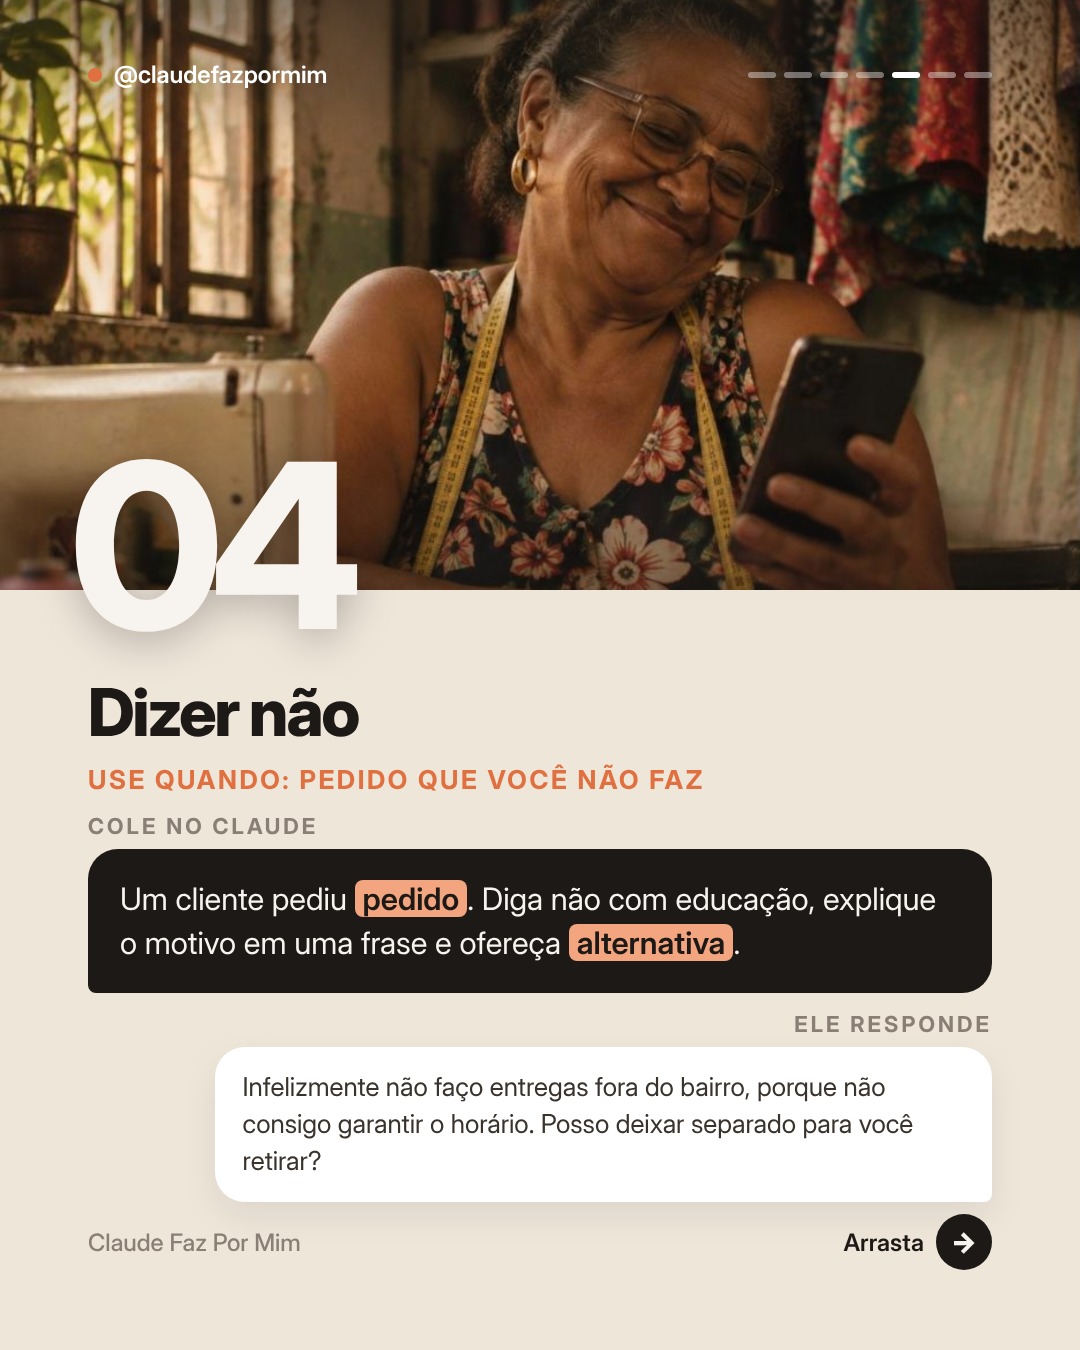 @claudefazpormim
04
Dizer não
USE QUANDO: PEDIDO QUE VOCÊ NÃO FAZ
COLE NO CLAUDE
Um cliente pediu pedido. Diga não com educação, explique
o motivo em uma frase e ofereça alternativa.
ELE RESPONDE
Infelizmente não faço entregas fora do bairro, porque não
consigo garantir o horário. Posso deixar separado para você
retirar?
Claude Faz Por Mim
Arrasta